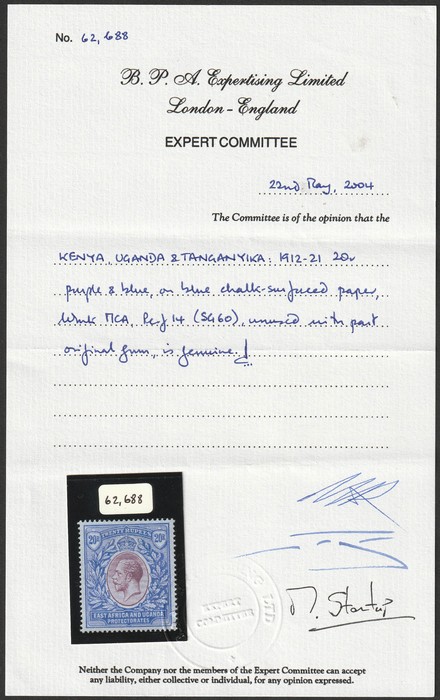 No. 62,688
B. P. A. Expertising Limited
London - England
EXPERT COMMITTEE
22nd May, 2004
The Committee is of the opinion that the
KENYA, UGANDA & TANGANYIKA: 1912-21 20r
purple & blue, on blue chalk-surfaced paper,
Wmk MCA, Perf 14 (SG60), unused with part
original gum, is genuine.
62,688
TWENTY RUPEES
20R 20R
EAST AFRICA AND UGANDA
PROTECTORATES
M. Startup
Neither the Company nor the members of the Expert Committee can accept
any liability, either collective or individual, for any opinion expressed.